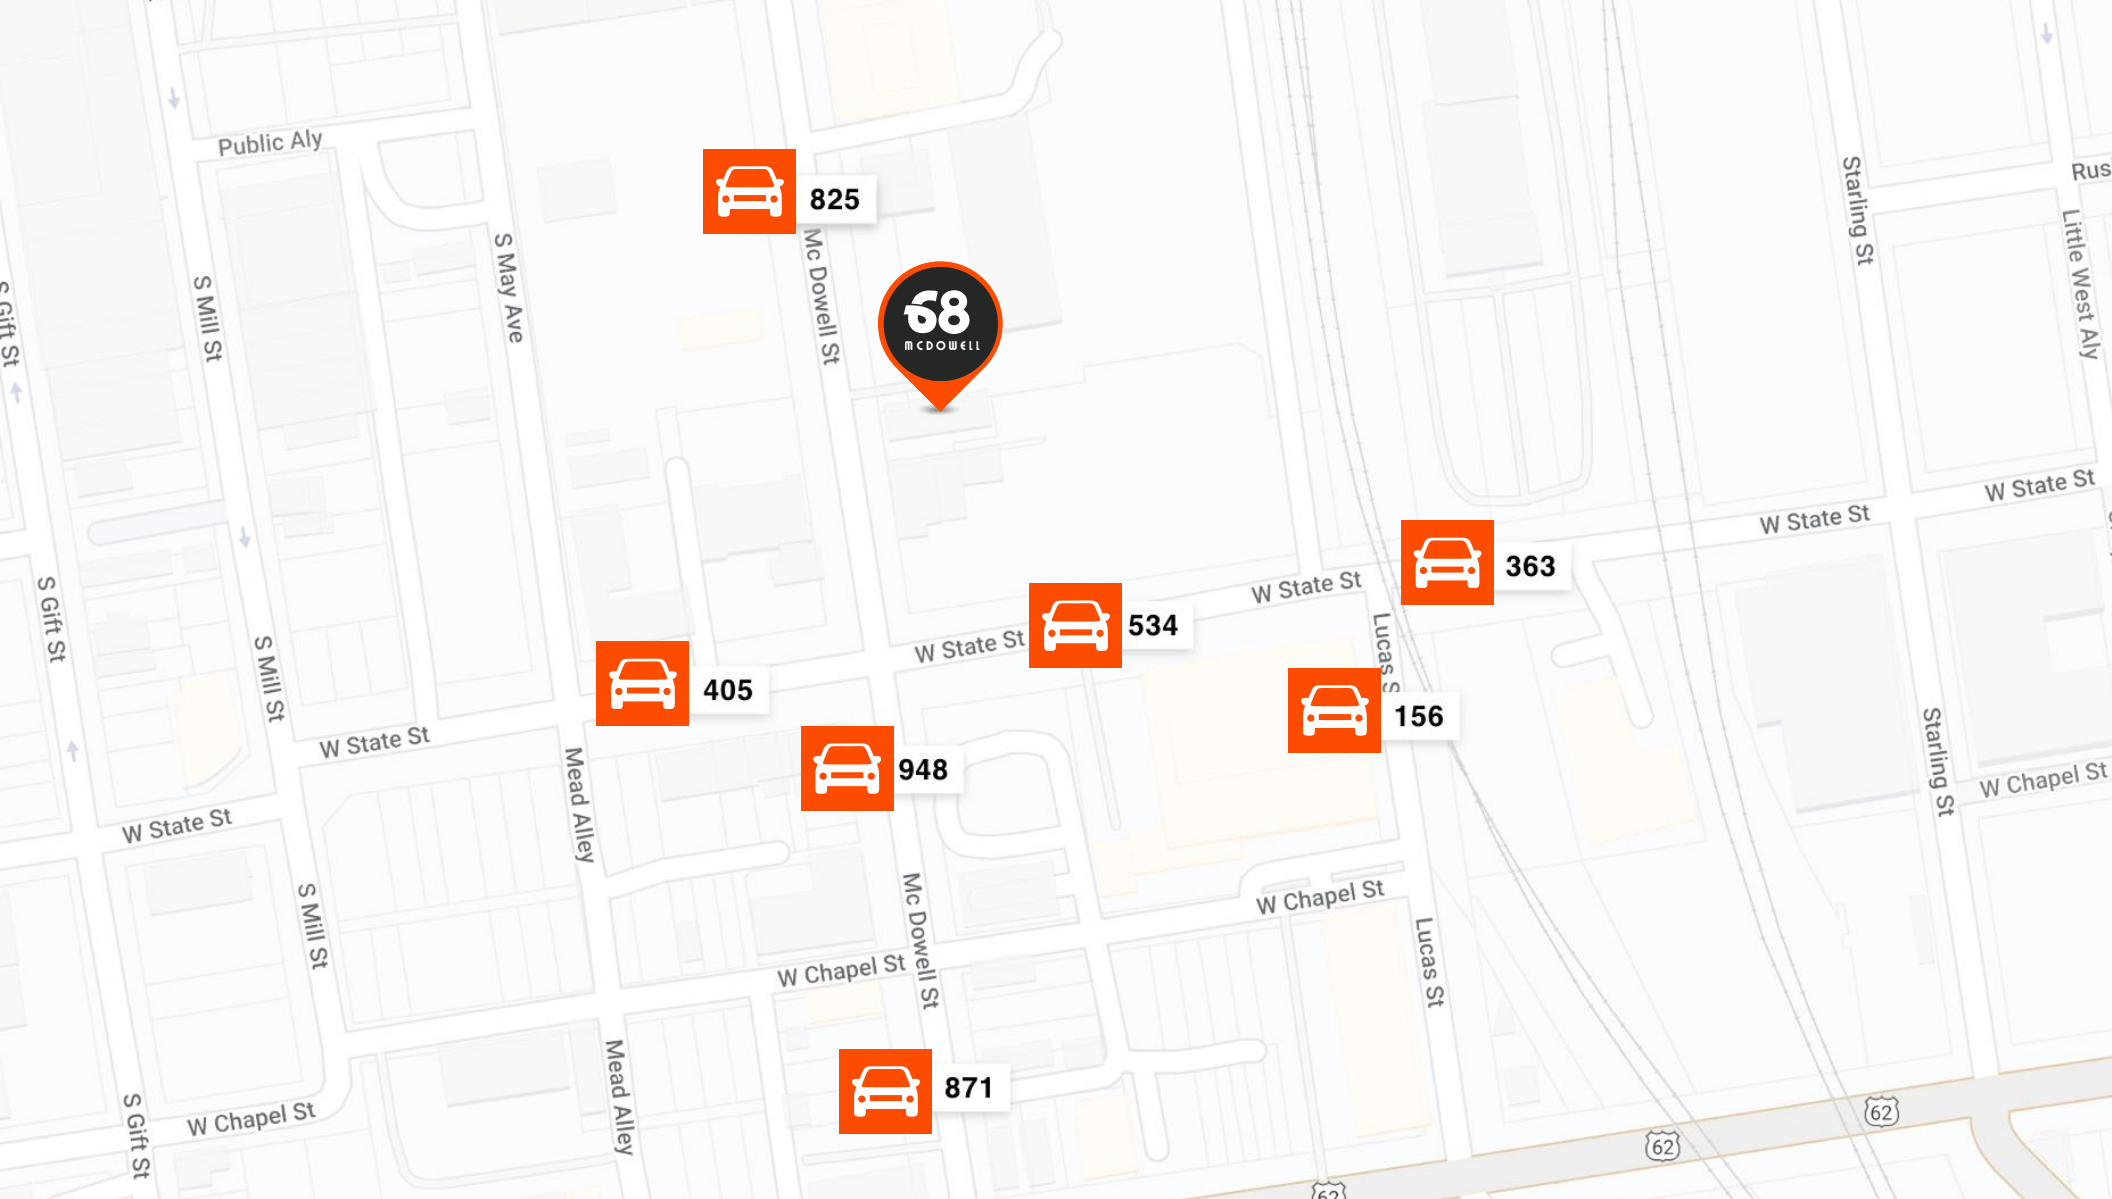 Public Aly
825
Mc Dowell St
68
MCDOWELL
S Gift St
S Mill St
S May Ave
Starling St
Rus
Little West Aly
W State St
W State St
363
W State St
534
W State St
Lucas S
S Gift St
S Mill St
405
156
W State St
948
Mead Alley
Starling St
W Chapel St
W State St
S Mill St
Mc Dowell St
W Chapel St
Lucas St
W Chapel St
871
Mead Alley
S Gift St
W Chapel St
62
62
62